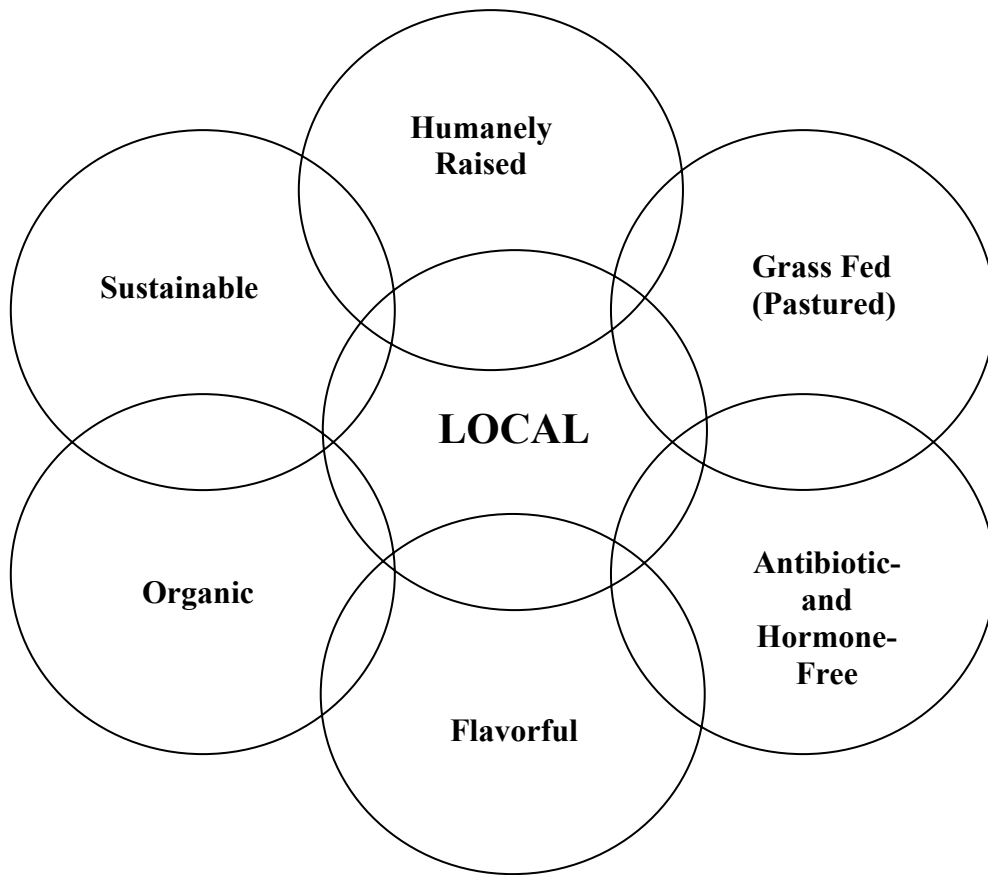 Humanely
Raised
Sustainable
Grass Fed
(Pastured)
LOCAL
Organic
Antibiotic-
and
Hormone-
Free
Flavorful